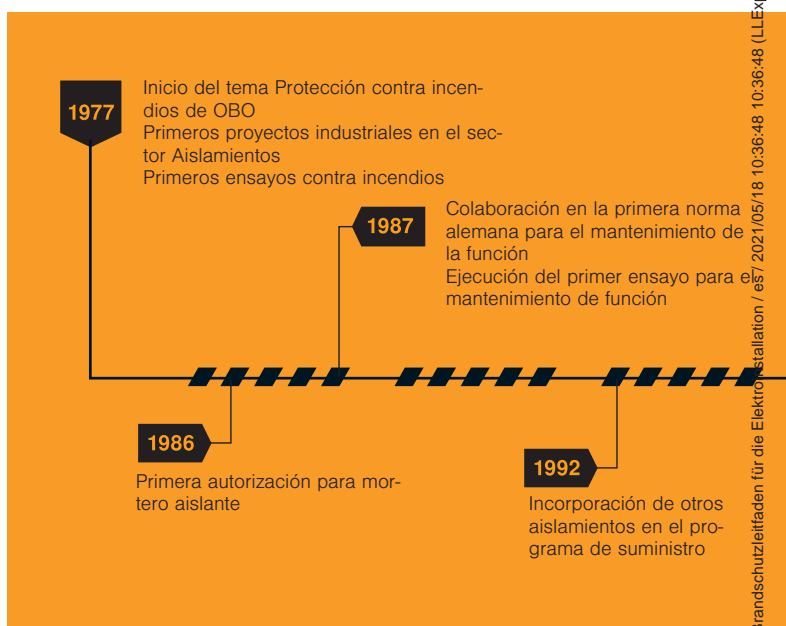 1977
Inicio del tema Protección contra incen-
dios de OBO
Primeros proyectos industriales en el sec-
tor Aislamientos
Primeros ensayos contra incendios
1987
Colaboración en la primera norma
alemana para el mantenimiento de
la función
Ejecución del primer ensayo para el
mantenimiento de función
1986
Primera autorización para mor-
tero aislante
1992
Incorporación de otros
aislamientos en el pro-
grama de suministro
Brandschutzleitfaden für die / es / 2021/05/18 10:36:48 10:36:48